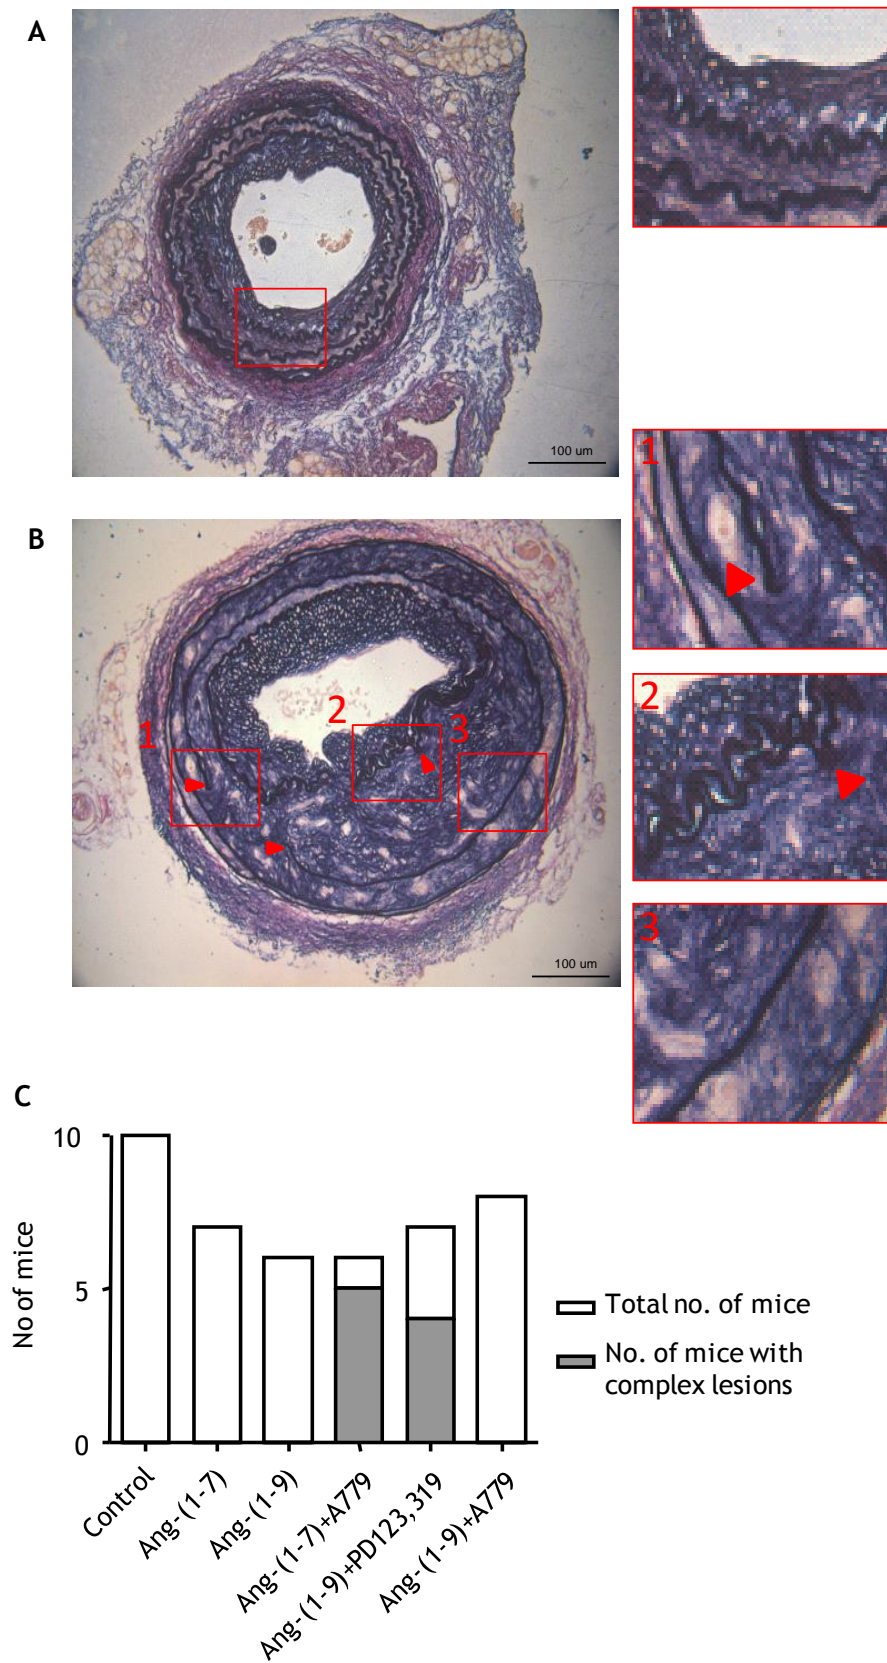 A
100 um
B
1
2
3
100 um
1
2
3
C
10
5
0
No of mice
Control
Ang-(1-7)
Ang-(1-9)
Ang-(1-7)+A779
Ang-(1-9)+PD123,319
Ang-(1-9)+A779
Total no. of mice
No. of mice with
complex lesions